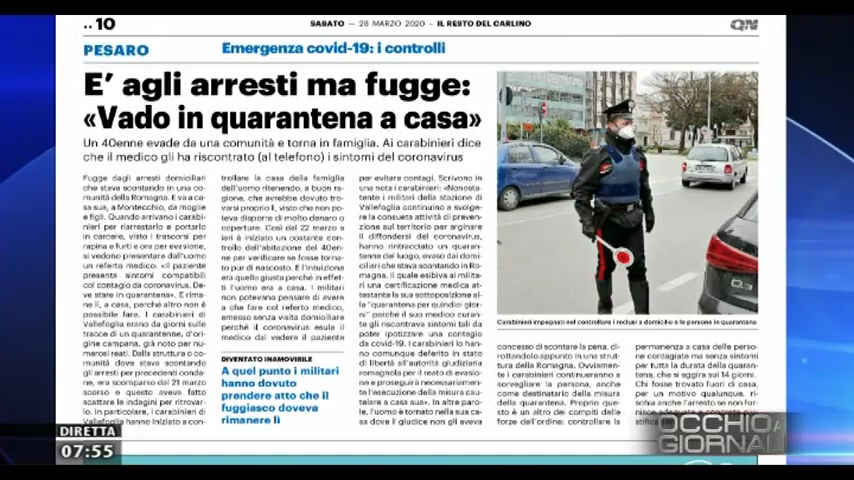 10
SABATO — 28 MARZO 2020 – IL RESTO DEL CARLINO
QN
PESARO
Emergenza covid-19: i controlli
E' agli arresti ma fugge:
«Vado in quarantena a casa»
Un 40enne evade da una comunità e torna in famiglia. Ai carabinieri dice
che il medico gli ha riscontrato (al telefono) i sintomi del coronavirus
Fugge dagli arresti domiciliari
che stava scontando in una co-
munità della Romagna. E va a ca-
sa sua, a Montecchio, da moglie
e figli. Quando arrivano i carabi-
nieri per riarrestarlo e portarlo
in carcere, visto i trascorsi per
rapina e furti e ora per evasione,
si vedono presentare dall'uomo
un referto medico: «Il paziente
presenta sintomi compatibili
col contagio da coronavirus. De-
ve stare in quarantena». E rima-
ne lì, a casa, perché altro non è
possibile fare. I carabinieri di
Vallefoglia erano da giorni sulle
tracce di un quarantenne, d'ori-
gine campana, già noto per nu-
merosi reati. Dalla struttura o co-
munità dove stava scontando
gli arresti per precedenti conda-
ne, era scomparso dal 21 marzo
scorso e questo aveva fatto
scattare le indagini per ritrovar-
lo. In particolare, i carabinieri di
Vallefoglia hanno iniziato a con-
trollare la casa della famiglia
dell'uomo ritenendo, a buon ra-
gione, che avrebbe dovuto tro-
varsi proprio lì, visto che non po-
teva disporre di molto denaro o
coperture. Così dal 22 marzo a
ieri è iniziato un costante con-
trollo dell'abitazione del 40en-
ne per verificare se fosse torna-
to pur di nascosto. E l'intuizione
era quella giusta perché in effet-
ti l'uomo era a casa. I militari
non potevano pensare di avere
a che fare col referto medico,
emesso senza visita domiciliare
perché il coronavirus esula il me-
dico dal vedere il paziente
DIVENTATO INAMOVIBILE
A quel punto i militari
hanno dovuto
prendere atto che il
fuggiasco doveva
rimanere lì
per evitare contagi. Scrivono in
una nota i carabinieri: «Nonosta-
tente i militari della stazione di
Vallefoglia continuano a svolge-
re la consueta attività di preven-
zione sul territorio per arginare
il diffondersi del coronavirus,
hanno rintracciato un quaran-
tenne del luogo, evaso dai domi-
ciliari che stava scontando in Ro-
magna, il quale esibiva ai milita-
ri una certificazione medica at-
testante la sua sottoposizione al-
la "quarantena per quindici gior-
ni" poiché il suo medico curan-
te gli riscontrava sintomi tali da
poter ipotizzare una contagio
da covid-19. I carabinieri lo han-
no comunque deferito in stato
di libertà all'autorità giudiziaria
romagnola per il reato di evasio-
ne e proseguirà necessariamen-
te l'esecuzione della misura cau-
telare a casa sua». In altre paro-
le, l'uomo è tornato nella sua ca-
sa dove il giudice non gli aveva
Carabinieri impegnati nel controllare i reclusi a domicilio e le persone in quarantena
concesso di scontare la pena, di-
rottandolo appunto in una strut-
tura della Romagna. Ovviamen-
te i carabinieri continueranno a
sorvegliare la persona, anche
come destinatario della misura
della quarantena. Proprio que-
sto è un altro dei compiti delle
forze dell'ordine: controllare la
permanenza a casa delle perso-
ne contagiate ma senza sintomi
per tutta la durata della quaran-
tena, che si aggira sui 14 giorni.
Chi fosse trovato fuori di casa,
per un motivo qualunque, ri-
schia anche l'arresto se non for-
nisce adeguate
DIRETTA
07:55
OCCHIO AI
GIORNALI